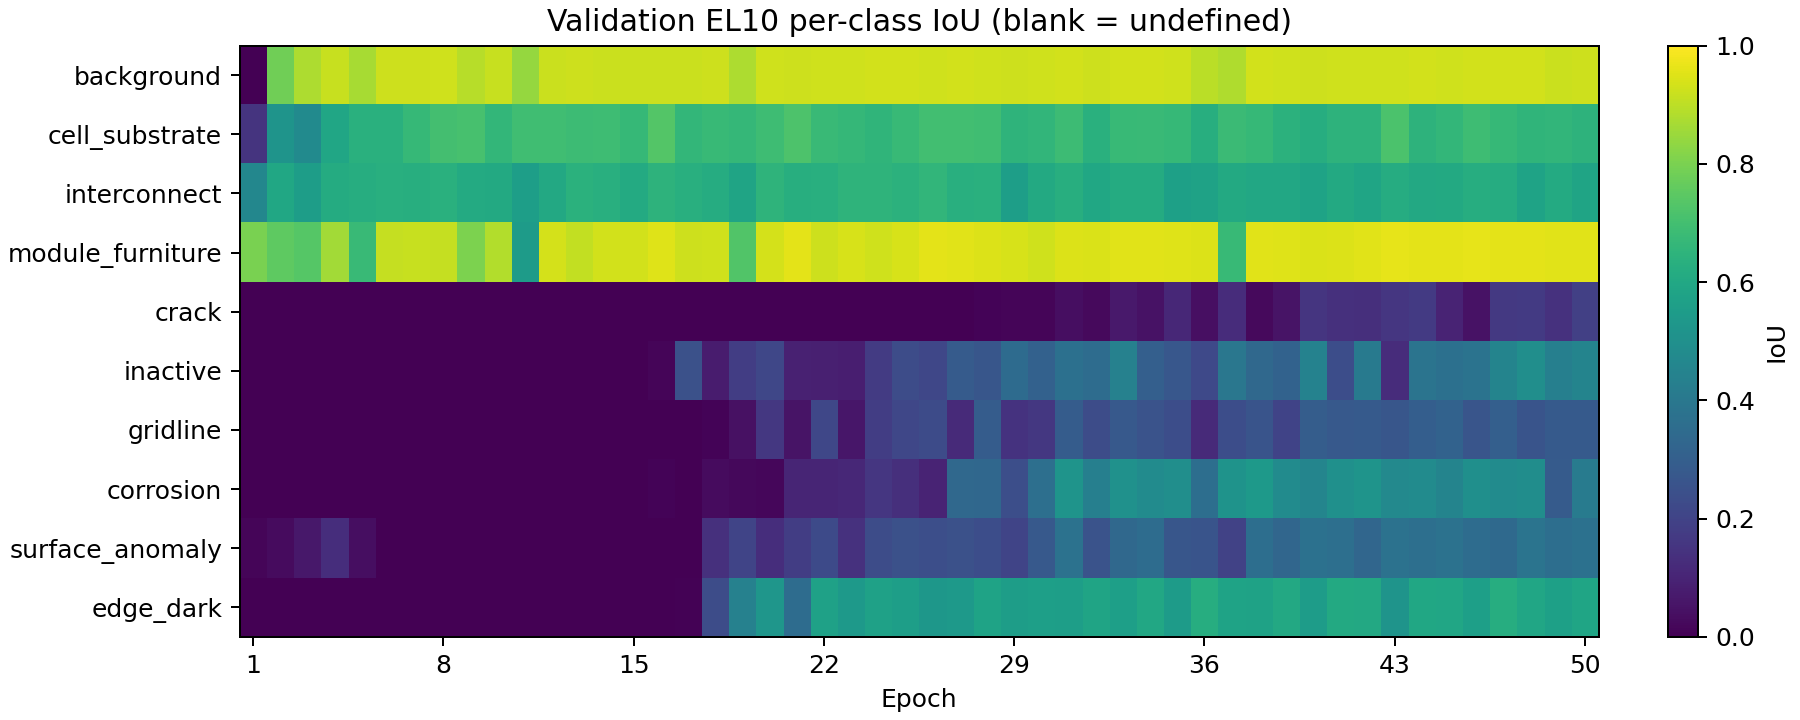 Validation EL10 per-class IoU (blank = undefined)
background
cell_substrate
interconnect
module_furniture
crack
inactive
gridline
corrosion
surface_anomaly
edge_dark
1 8 15 22 29 36 43 50
Epoch
1.0
0.8
0.6
0.4
0.2
0.0
IoU